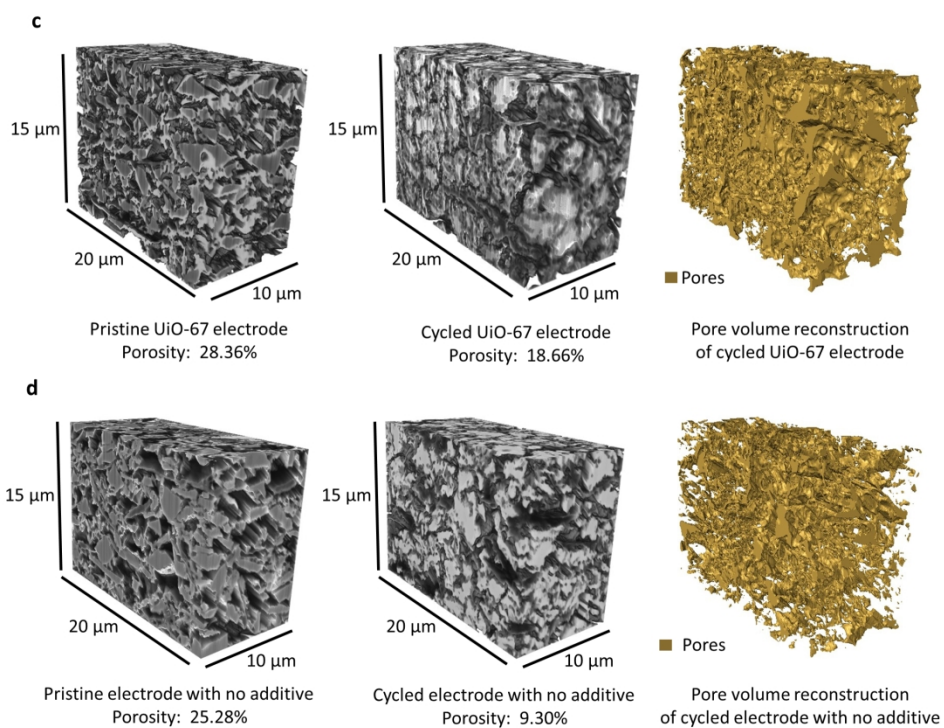 c
15 μm
20 μm
10 μm
Pristine UiO-67 electrode
Porosity: 28.36%
15 μm
20 μm
10 μm
Cycled UiO-67 electrode
Porosity: 18.66%
Pores
Pore volume reconstruction
of cycled UiO-67 electrode
d
15 μm
20 μm
10 μm
Pristine electrode with no additive
Porosity: 25.28%
15 μm
20 μm
10 μm
Cycled electrode with no additive
Porosity: 9.30%
Pores
Pore volume reconstruction
of cycled electrode with no additive